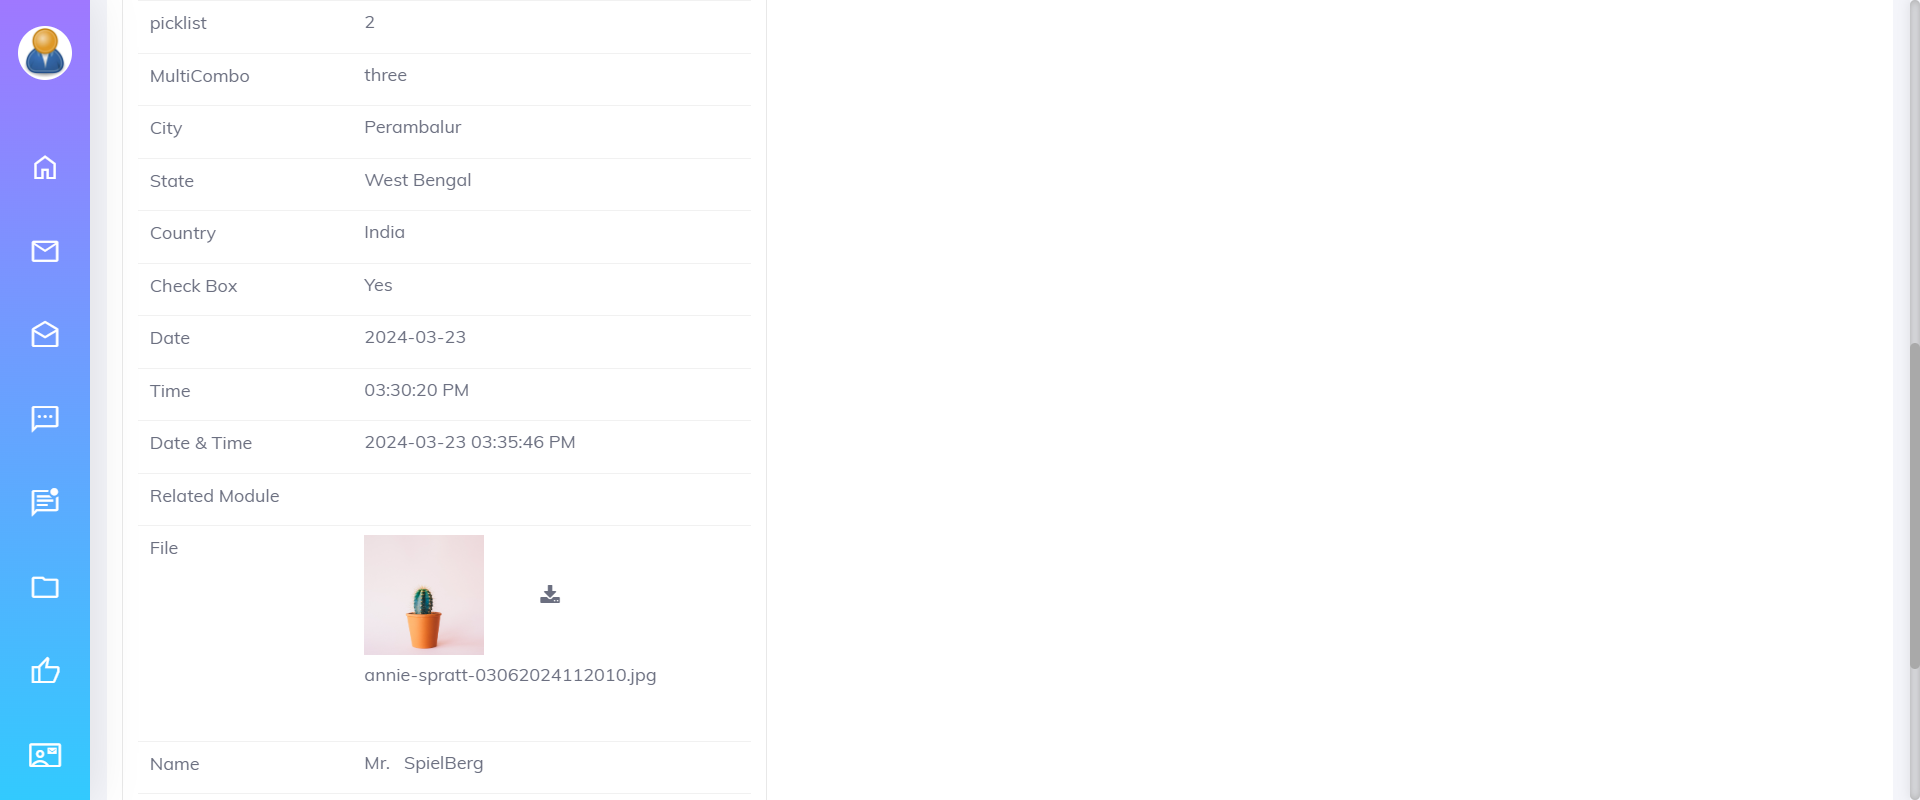 picklist 2
MultiCombo three
City Perambalur
State West Bengal
Country India
Check Box Yes
Date 2024-03-23
Time 03:30:20 PM
Date & Time 2024-03-23 03:35:46 PM
Related Module
File
annie-spratt-03062024112010.jpg
Name Mr. SpielBerg